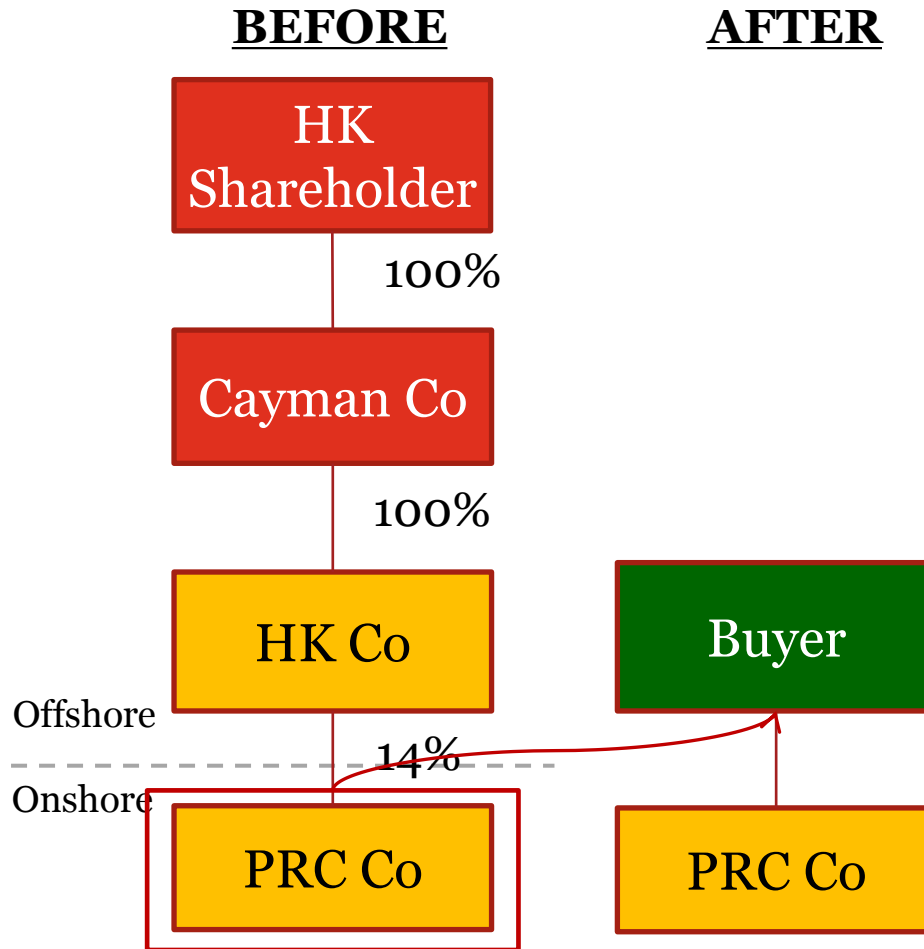 BEFORE
AFTER
HK
Shareholder
100%
Cayman Co
100%
HK Co
Buyer
Offshore
14%
Onshore
PRC Co
PRC Co